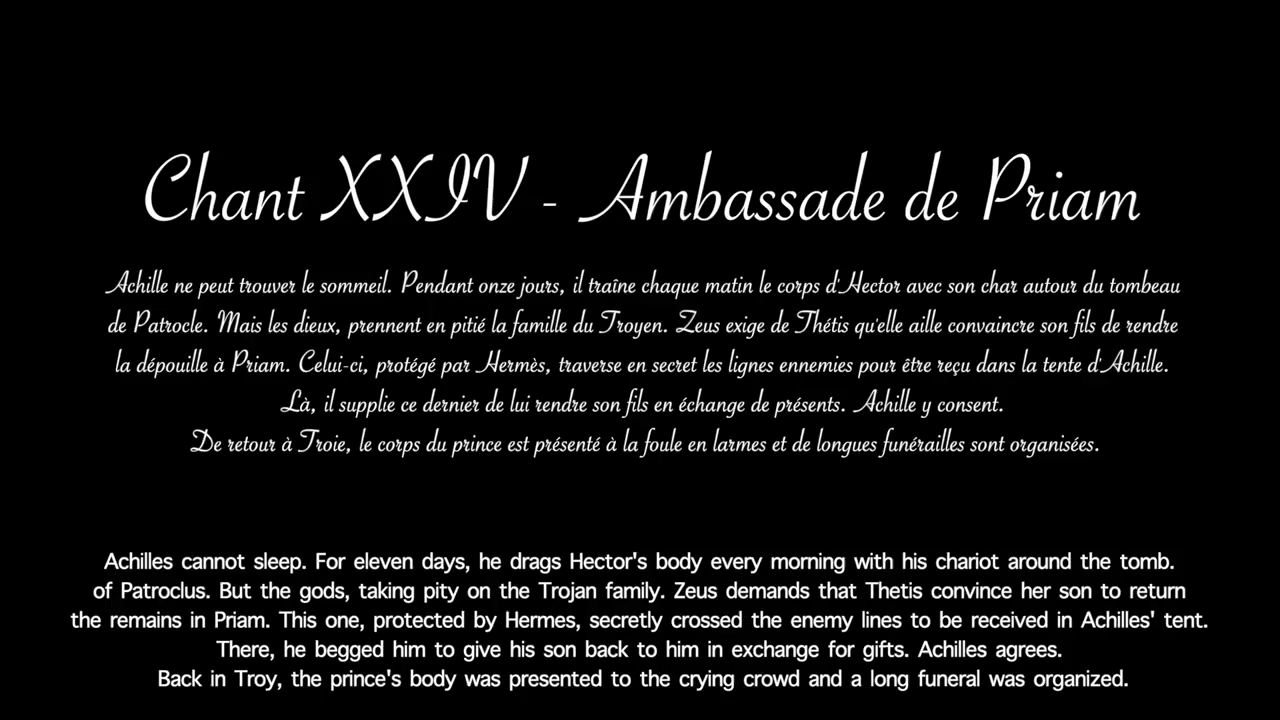 Chant XXIV - Ambassade de Priam
Achille ne peut trouver le sommeil. Pendant onze jours, il traîne chaque matin le corps d'Hector avec son char autour du tombeau
de Patrocle. Mais les dieux, prennent en pitié la famille du Troyen. Zeus exige de Thétis qu'elle aille convaincre son fils de rendre
la dépouille à Priam. Celui-ci, protégé par Hermès, traverse en secret les lignes ennemies pour être reçu dans la tente d'Achille.
Là, il supplie ce dernier de lui rendre son fils en échange de présents. Achille y consent.
De retour à Troie, le corps du prince est présenté à la foule en larmes et de longues funérailles sont organisées.
Achilles cannot sleep. For eleven days, he drags Hector's body every morning with his chariot around the tomb.
of Patroclus. But the gods, taking pity on the Trojan family. Zeus demands that Thetis convince her son to return
the remains in Priam. This one, protected by Hermes, secretly crossed the enemy lines to be received in Achilles' tent.
There, he begged him to give his son back to him in exchange for gifts. Achilles agrees.
Back in Troy, the prince's body was presented to the crying crowd and a long funeral was organized.